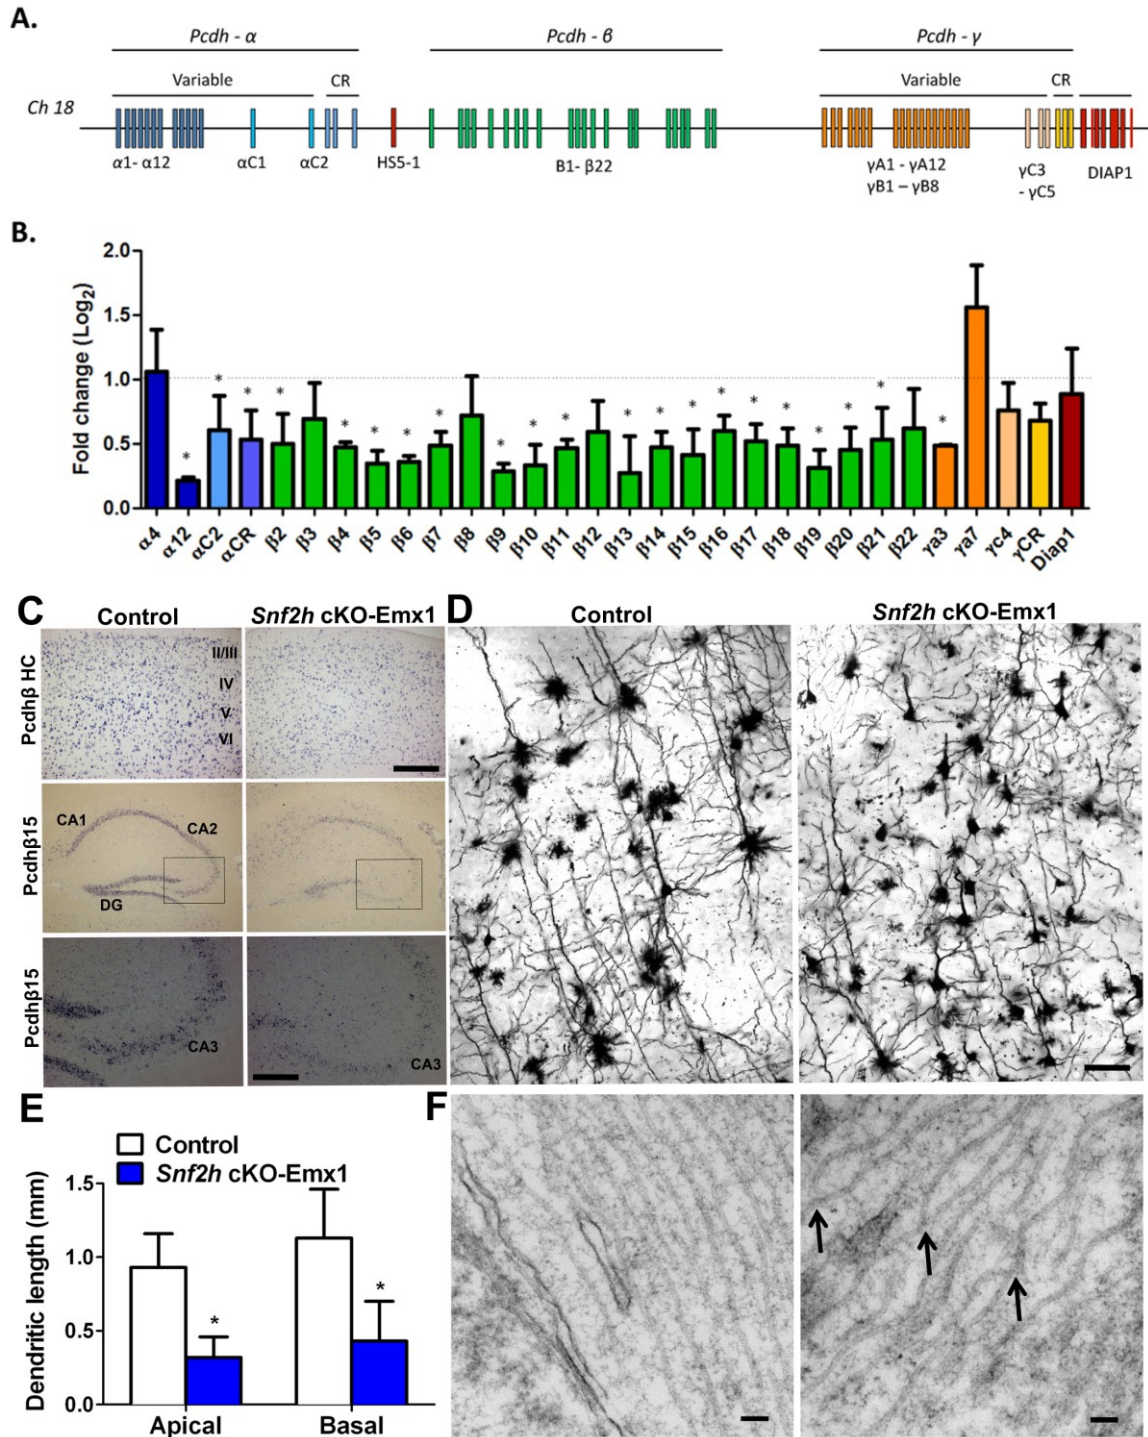 A.
Pcdh - α
Pcdh - β
Pcdh - γ
Variable
CR
Variable
CR
Ch 18
α1- α12
αC1
αC2
HS5-1
B1- β22
γA1 - γA12
γB1 – γB8
γC3
- γC5
DIAP1
B.
Fold change (Log2)
2.0
1.5
1.0
0.5
0.0
* * * * * * * * * * * * * * * * * * * * *
α4 α12 αC2 αCR β2 β3 β4 β5 β6 β7 β8 β9 β10 β11 β12 β13 β14 β15 β16 β17 β18 β19 β20 β21 β22 γa3 γa7 γc4 γCR Diap1
C
Control
Snf2h cKO-Emx1
Pcdhβ HC
II/III
IV
V
VI
Pcdhβ15
CA1
CA2
DG
Pcdhβ15
CA3
CA3
D
Control
Snf2h cKO-Emx1
E
Control
Snf2h cKO-Emx1
Dendritic length (mm)
1.5
1.0
0.5
0.0
*
*
Apical
Basal
F